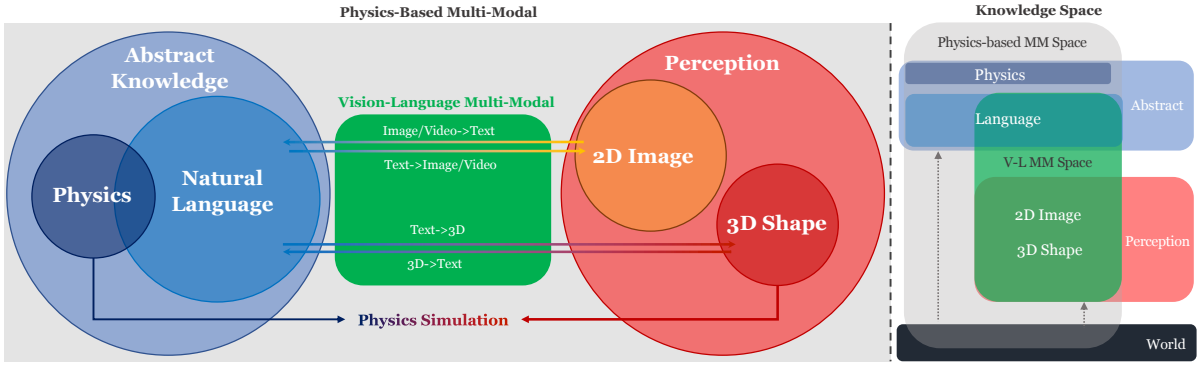 Physics-Based Multi-Modal
Abstract
Knowledge
Physics
Natural
Language
Vision-Language Multi-Modal
Image/Video->Text
Text->Image/Video
Text->3D
3D->Text
Physics Simulation
Perception
2D Image
3D Shape
Knowledge Space
Physics-based MM Space
Physics
Abstract
Language
V-L MM Space
2D Image
3D Shape
Perception
World